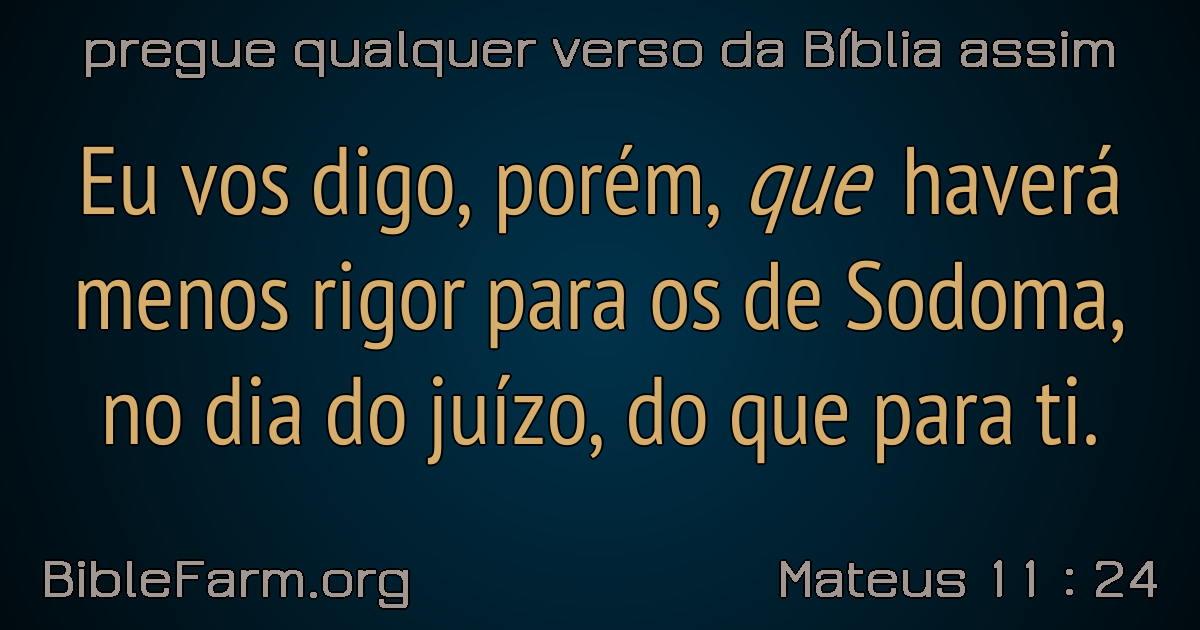 pregue qualquer verso da Bíblia assim
Eu vos digo, porém, que haverá
menos rigor para os de Sodoma,
no dia do juízo, do que para ti.
BibleFarm.org
Mateus 11 : 24